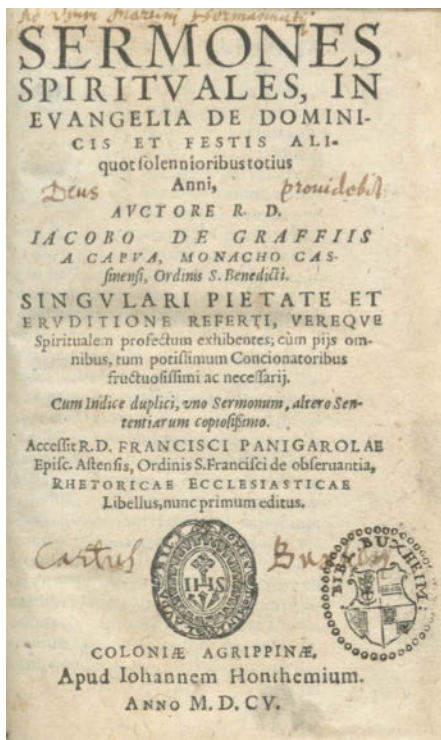 SERMONES
SPIRITVALES, IN
EVANGELIA DE DOMINI-
CIS ET FESTIS ALI-
quot solennioribus totius
Deus Anni, providebit
AVCTORE R. D.
IACOBO DE GRAFFIIS
A CAPVA, MONACHO CAS-
sinensi, Ordinis S. Benedicti.
SINGVLARI PIETATE ET
ERVDITIONE REFERTI, VEREQVE
Spiritualem profectum exhibentes; cùm pijs om-
nibus, tum potissimum Concionatoribus
fructuosissimi ac necessarij.
Cum Indice duplici, vno Sermonum, altero Sen-
tentiarum copiosissimo.
Accessit R.D. FRANCISCI PANIGAROLAE
Episc. Astensis, Ordinis S. Francisci de obseruantia,
RHETORICAE ECCLESIASTICAE
Libellus, nunc primum editus.
IHS
BIBL. BUXHEIM.
COLONIÆ AGRIPPINÆ,
Apud Iohannem Honthemium.
ANNO M. D. CV.